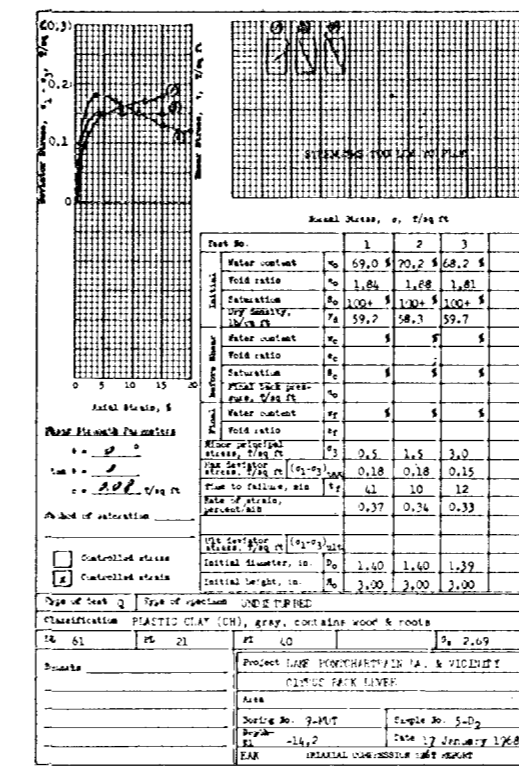 0.2
0.1
0
0 5 10 15 20
Axial Strain, %
Shear Strength Parameters
φ = 0 °
tan φ = 0
c = .08 T/sq ft
Method of saturation
Controlled stress
x Controlled strain
Deviator Stress, σ1 - σ3, T/sq ft
Shear Stress, τ, T/sq ft
STRENGTHS TOO LOW TO PLOT
Normal Stress, σ, T/sq ft
Test No. 1 2 3
Initial
Water content wo 69.0 % 70.2 % 68.2 %
Void ratio eo 1.84 1.88 1.81
Saturation So 100+ % 100+ % 100+ %
Dry density, lb/cu ft γd 59.2 58.3 59.7
Before Shear
Water content wc % % %
Void ratio ec
Saturation Sc % % %
Final back pressure, T/sq ft uo
Final
Water content wf % % %
Void ratio ef
Minor principal stress, T/sq ft σ3 0.5 1.5 3.0
Max deviator stress, T/sq ft (σ1-σ3)max 0.18 0.18 0.15
Time to failure, min tf 41 10 12
Rate of strain, percent/min 0.37 0.34 0.33
Ult deviator stress, T/sq ft (σ1-σ3)ult
Initial diameter, in. Do 1.40 1.40 1.39
Initial height, in. Ho 3.00 3.00 3.00
Type of test Q Type of specimen UNDISTURBED
Classification PLASTIC CLAY (CH), gray, contains wood & roots
LL 61 PL 21 PI 40 Gs 2.69
Remarks
Project LAKE PONTCHARTRAIN LA. & VICINITY
CITRUS BACK LEVEE
Area
Boring No. 9-MUT Sample No. 5-D2
Depth El -14.2 Date 17 January 1968
TRIAXIAL COMPRESSION TEST REPORT